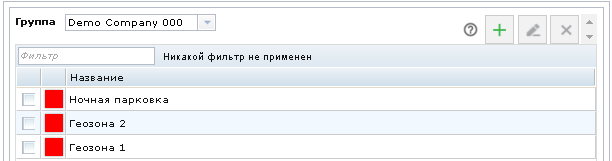 Группа Demo Company 000
Фильтр Никакой фильтр не применен
Название
Ночная парковка
Геозона 2
Геозона 1